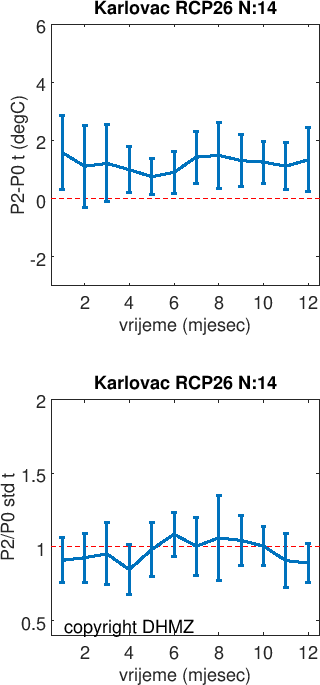 Karlovac RCP26 N:14
P2-P0 t (degC)
6
4
2
0
-2
2 4 6 8 10 12
vrijeme (mjesec)
Karlovac RCP26 N:14
P2/P0 std t
2
1.5
1
0.5
copyright DHMZ
2 4 6 8 10 12
vrijeme (mjesec)